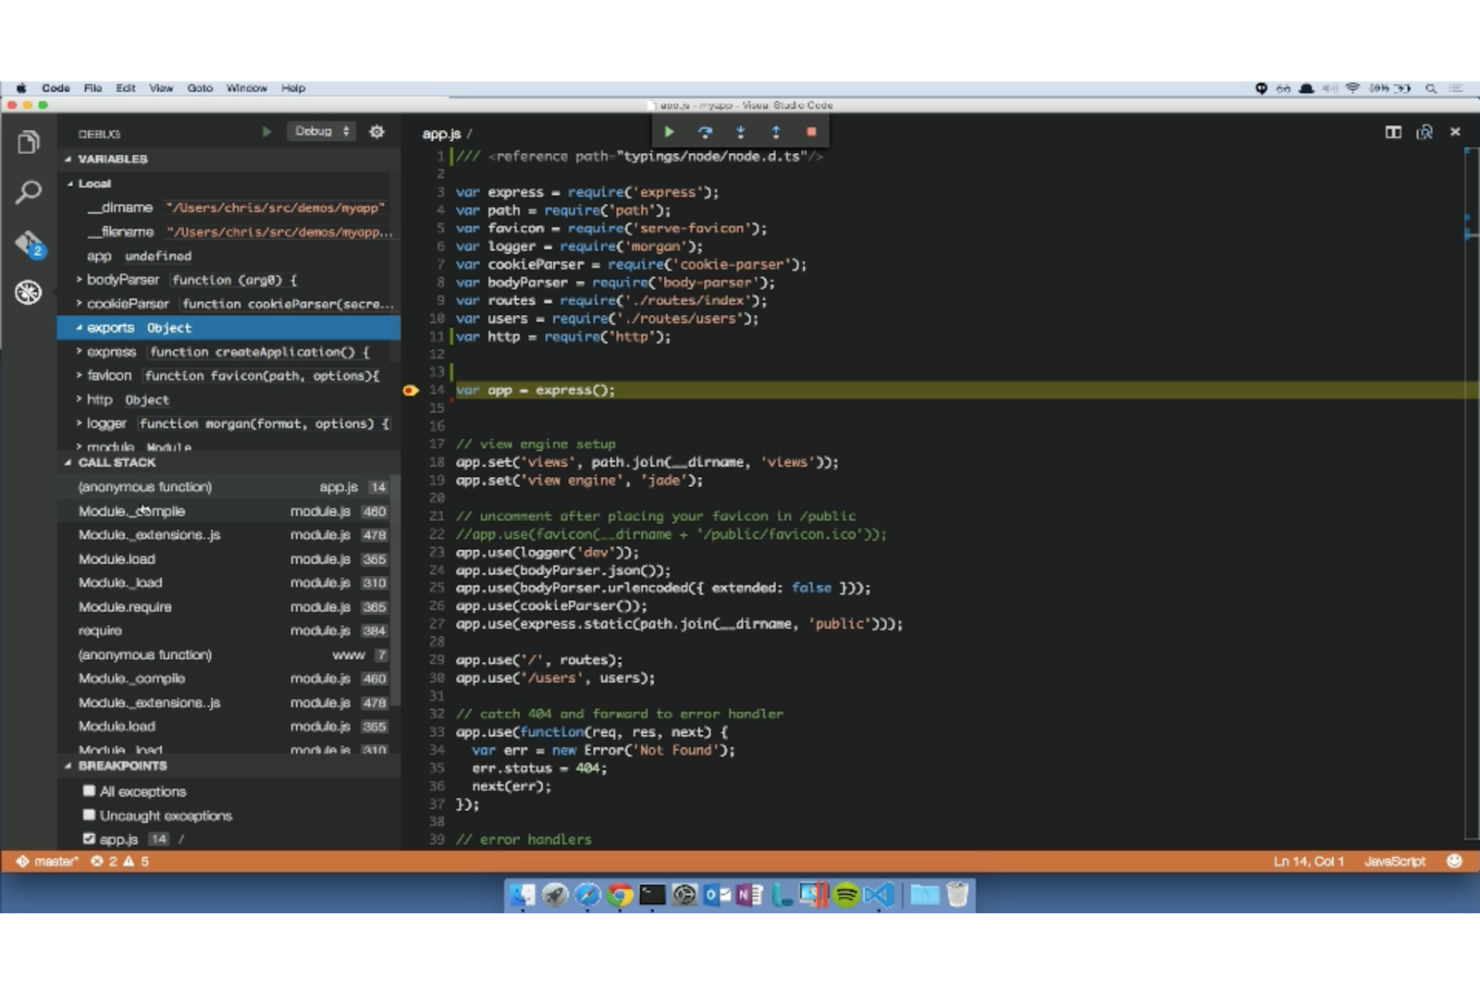 Code File Edit View Goto Window Help
app.js - myapp - Visual Studio Code
DEBUG Debug
VARIABLES
Local
__dirname "/Users/chris/src/demos/myapp"
__filename "/Users/chris/src/demos/myapp...
app undefined
bodyParser function (arg0) {
cookieParser function cookieParser(secre...
exports Object
express function createApplication() {
favicon function favicon(path, options){
http Object
logger function morgan(format, options) {
module Module
CALL STACK
(anonymous function) app.js 14
Module._compile module.js 460
Module._extensions..js module.js 478
Module.load module.js 355
Module._load module.js 310
Module.require module.js 365
require module.js 384
(anonymous function) www 7
Module._compile module.js 460
Module._extensions..js module.js 478
Module.load module.js 355
Module._load module.js 310
BREAKPOINTS
All exceptions
Uncaught exceptions
app.js 14 /
2
app.js /
1 /// <reference path="typings/node/node.d.ts"/>
2
3 var express = require('express');
4 var path = require('path');
5 var favicon = require('serve-favicon');
6 var logger = require('morgan');
7 var cookieParser = require('cookie-parser');
8 var bodyParser = require('body-parser');
9 var routes = require('./routes/index');
10 var users = require('./routes/users');
11 var http = require("http");
12
13
14 var app = express();
15
16
17 // view engine setup
18 app.set('views', path.join(__dirname, 'views'));
19 app.set('view engine', 'jade');
20
21 // uncomment after placing your favicon in /public
22 //app.use(favicon(__dirname + '/public/favicon.ico'));
23 app.use(logger('dev'));
24 app.use(bodyParser.json());
25 app.use(bodyParser.urlencoded({ extended: false }));
26 app.use(cookieParser());
27 app.use(express.static(path.join(__dirname, 'public')));
28
29 app.use('/', routes);
30 app.use('/users', users);
31
32 // catch 404 and forward to error handler
33 app.use(function(req, res, next) {
34 var err = new Error('Not Found');
35 err.status = 404;
36 next(err);
37 });
38
39 // error handlers
master* 2 5 Ln 14, Col 1 JavaScript